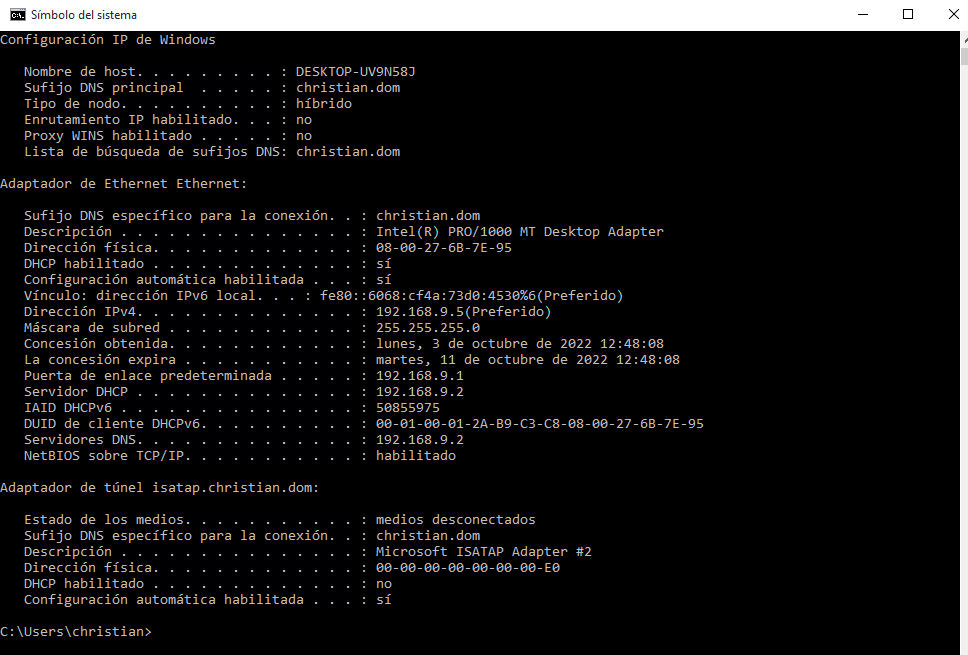 Símbolo del sistema
Configuración IP de Windows
Nombre de host. . . . . . . . . : DESKTOP-UV9N58J
Sufijo DNS principal  . . . . . : christian.dom
Tipo de nodo. . . . . . . . . . : híbrido
Enrutamiento IP habilitado. . . : no
Proxy WINS habilitado . . . . . : no
Lista de búsqueda de sufijos DNS: christian.dom
Adaptador de Ethernet Ethernet:
Sufijo DNS específico para la conexión. . : christian.dom
Descripción . . . . . . . . . . . . . . . : Intel(R) PRO/1000 MT Desktop Adapter
Dirección física. . . . . . . . . . . . . : 08-00-27-6B-7E-95
DHCP habilitado . . . . . . . . . . . . . : sí
Configuración automática habilitada . . . : sí
Vínculo: dirección IPv6 local. . . : fe80::6068:cf4a:73d0:4530%6(Preferido)
Dirección IPv4. . . . . . . . . . . . . . : 192.168.9.5(Preferido)
Máscara de subred . . . . . . . . . . . . : 255.255.255.0
Concesión obtenida. . . . . . . . . . . . : lunes, 3 de octubre de 2022 12:48:08
La concesión expira . . . . . . . . . . . : martes, 11 de octubre de 2022 12:48:08
Puerta de enlace predeterminada . . . . . : 192.168.9.1
Servidor DHCP . . . . . . . . . . . . . . : 192.168.9.2
IAID DHCPv6 . . . . . . . . . . . . . . . : 50855975
DUID de cliente DHCPv6. . . . . . . . . . : 00-01-00-01-2A-B9-C3-C8-08-00-27-6B-7E-95
Servidores DNS. . . . . . . . . . . . . . : 192.168.9.2
NetBIOS sobre TCP/IP. . . . . . . . . . . : habilitado
Adaptador de túnel isatap.christian.dom:
Estado de los medios. . . . . . . . . . . : medios desconectados
Sufijo DNS específico para la conexión. . : christian.dom
Descripción . . . . . . . . . . . . . . . : Microsoft ISATAP Adapter #2
Dirección física. . . . . . . . . . . . . : 00-00-00-00-00-00-00-E0
DHCP habilitado . . . . . . . . . . . . . : no
Configuración automática habilitada . . . : sí
C:\Users\christian>